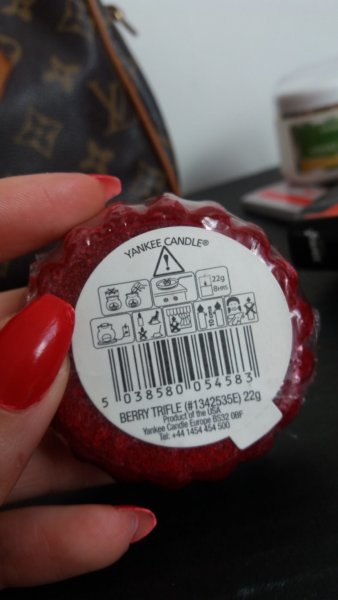 YANKEE CANDLE®
22g
8HRS
5 038580 054583
BERRY TRIFLE (#1342535E) 22g
Product of the USA
Yankee Candle Europe BS32 0BF
Tel: +44 1454 454 500